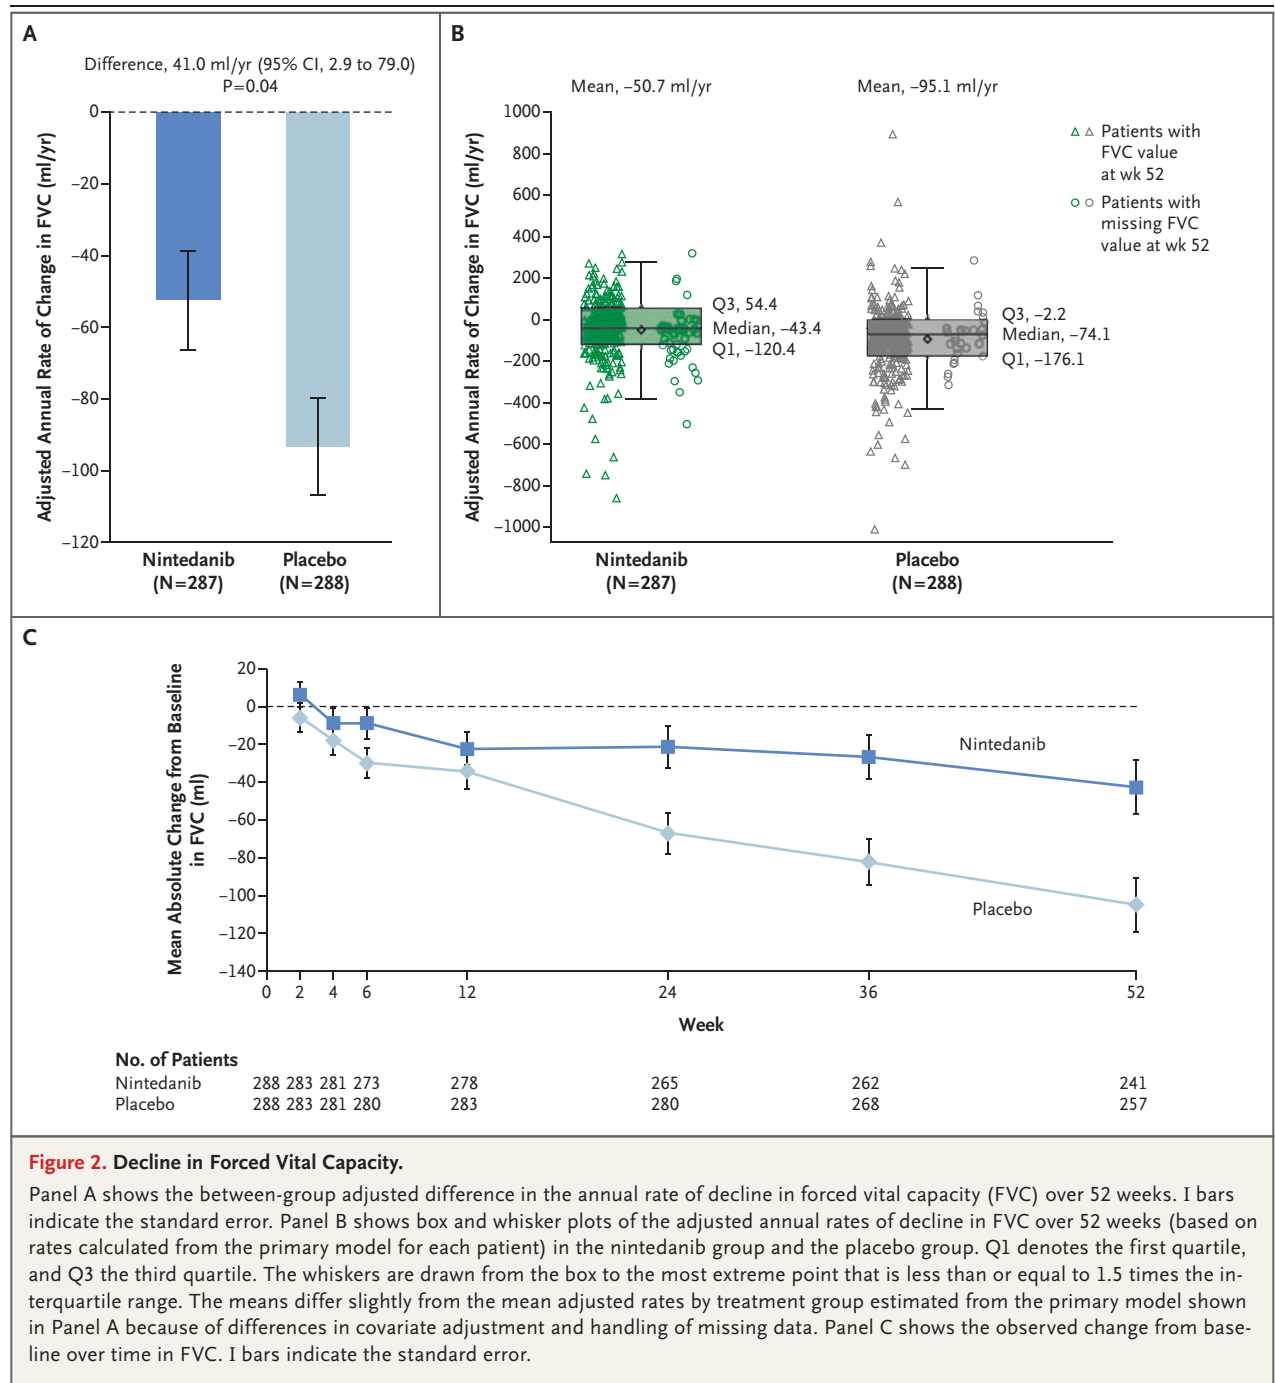 A
Difference, 41.0 ml/yr (95% CI, 2.9 to 79.0)
P=0.04
Adjusted Annual Rate of Change in FVC (ml/yr)
0
−20
−40
−60
−80
−100
−120
Nintedanib
(N=287)
Placebo
(N=288)
B
Mean, −50.7 ml/yr
Mean, −95.1 ml/yr
Adjusted Annual Rate of Change in FVC (ml/yr)
1000
800
600
400
200
0
−200
−400
−600
−800
−1000
Q3, 54.4
Median, −43.4
Q1, −120.4
Q3, −2.2
Median, −74.1
Q1, −176.1
Patients with
FVC value
at wk 52
Patients with
missing FVC
value at wk 52
Nintedanib
(N=287)
Placebo
(N=288)
C
Mean Absolute Change from Baseline
in FVC (ml)
20
0
−20
−40
−60
−80
−100
−120
−140
Nintedanib
Placebo
0 2 4 6 12 24 36 52
Week
No. of Patients
Nintedanib 288 283 281 273 278 265 262 241
Placebo 288 283 281 280 283 280 268 257
Figure 2. Decline in Forced Vital Capacity.
Panel A shows the between-group adjusted difference in the annual rate of decline in forced vital capacity (FVC) over 52 weeks. I bars
indicate the standard error. Panel B shows box and whisker plots of the adjusted annual rates of decline in FVC over 52 weeks (based on
rates calculated from the primary model for each patient) in the nintedanib group and the placebo group. Q1 denotes the first quartile,
and Q3 the third quartile. The whiskers are drawn from the box to the most extreme point that is less than or equal to 1.5 times the in-
terquartile range. The means differ slightly from the mean adjusted rates by treatment group estimated from the primary model shown
in Panel A because of differences in covariate adjustment and handling of missing data. Panel C shows the observed change from base-
line over time in FVC. I bars indicate the standard error.